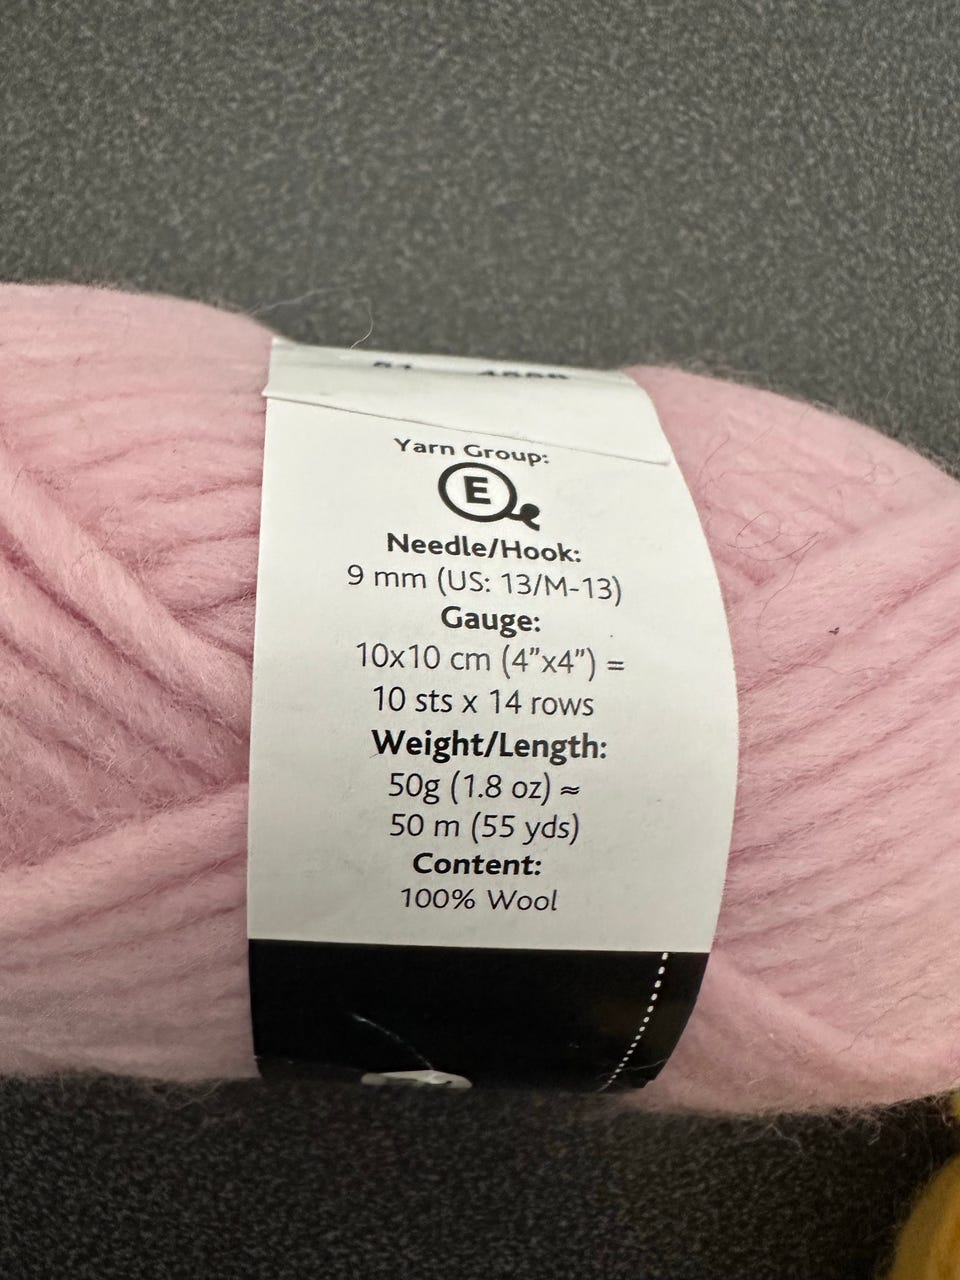 Yarn Group:
E
Needle/Hook:
9 mm (US: 13/M-13)
Gauge:
10x10 cm (4”x4”) =
10 sts x 14 rows
Weight/Length:
50g (1.8 oz) ≈
50 m (55 yds)
Content:
100% Wool